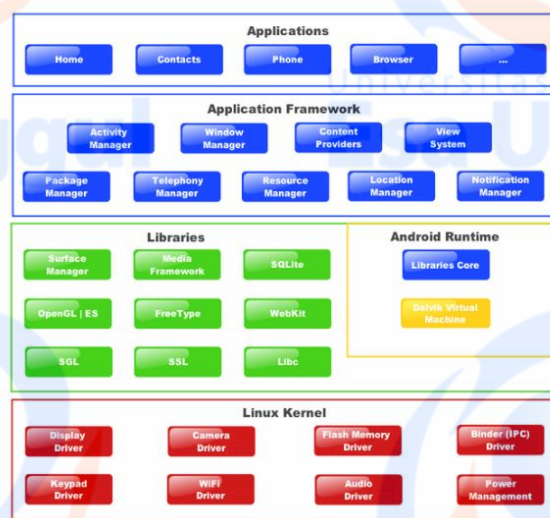 Applications
Home
Contacts
Phone
Browser
...
Universitas
Esa U
ggul
Application Framework
Activity
Manager
Window
Manager
Content
Providers
View
System
Package
Manager
Telephony
Manager
Resource
Manager
Location
Manager
Notification
Manager
Libraries
Surface
Manager
Media
Framework
SQLite
OpenGL | ES
FreeType
WebKit
SGL
SSL
Libc
Android Runtime
Libraries Core
Dalvik Virtual
Machine
Linux Kernel
Display
Driver
Camera
Driver
Flash Memory
Driver
Binder (IPC)
Driver
Keypad
Driver
WiFi
Driver
Audio
Driver
Power
Management